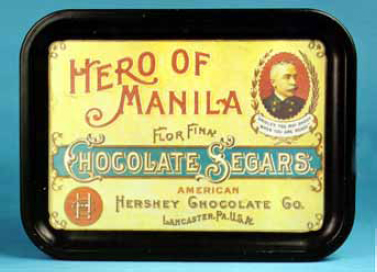 HERO OF
MANILA
FLOR FINA
CHOCOLATE SEGARS.
AMERICAN
HERSHEY CHOCOLATE CO.
LANCASTER, PA. U.S.A.
H